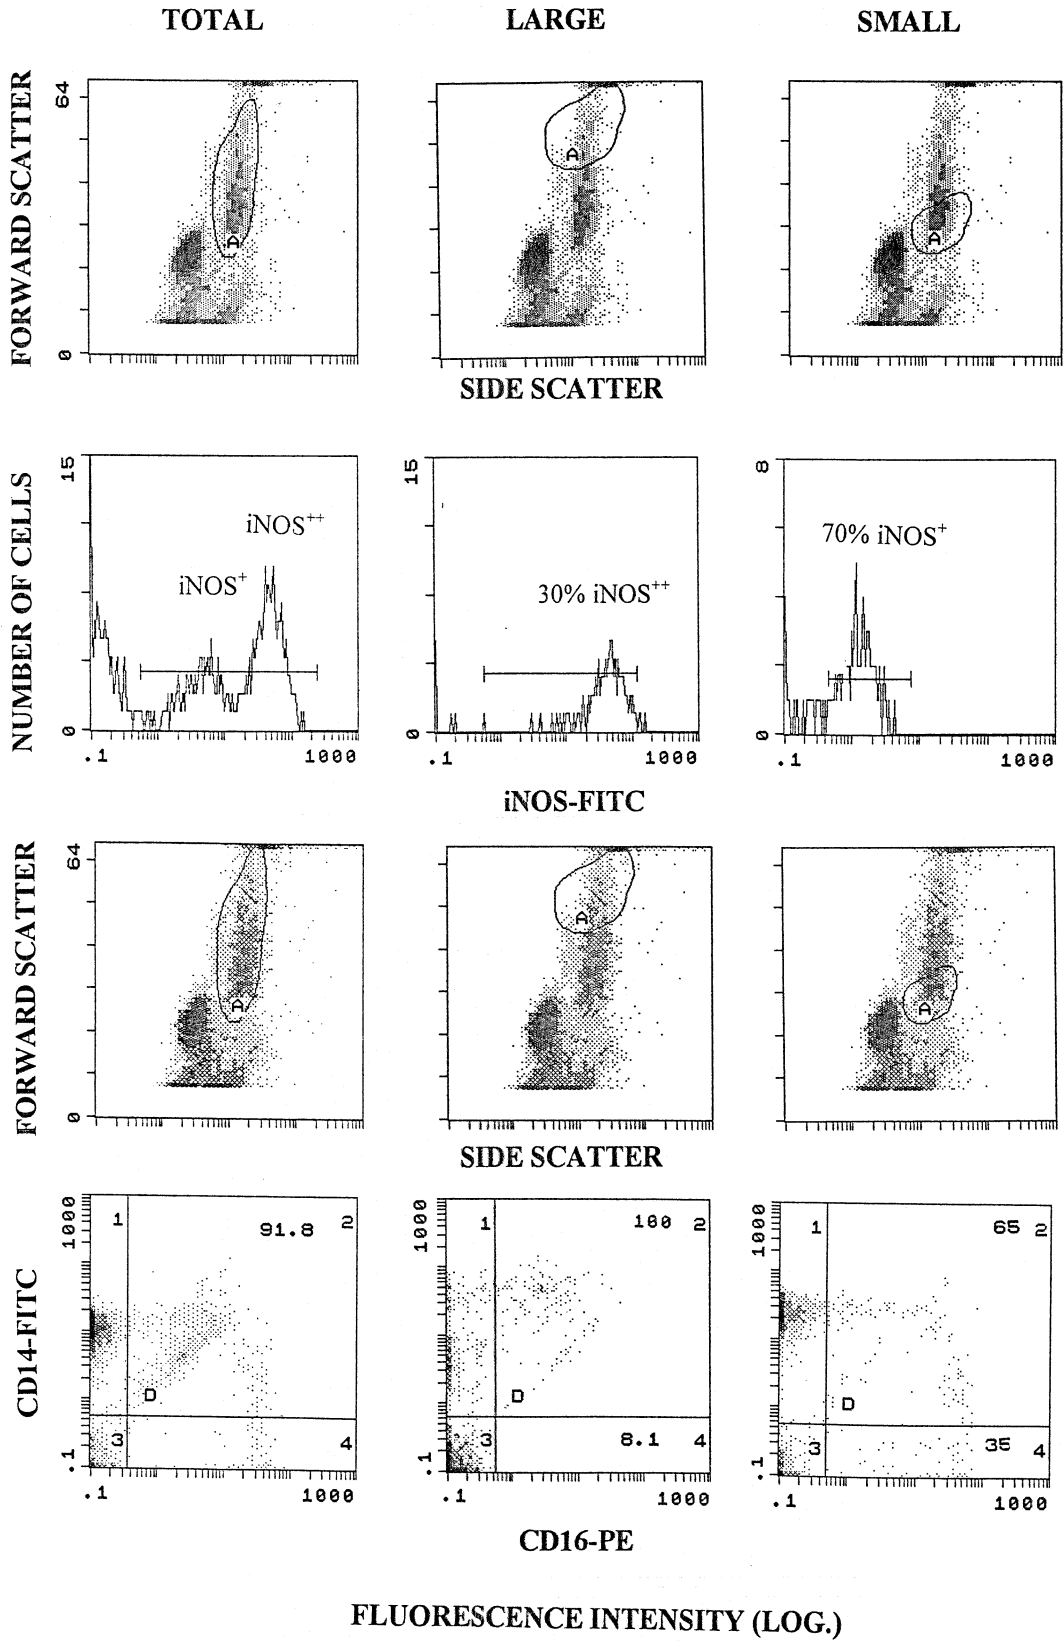 TOTAL LARGE SMALL
FORWARD SCATTER
64
A
A
A
0
SIDE SCATTER
NUMBER OF CELLS
15
15
8
iNOS++
iNOS+
30% iNOS++
70% iNOS+
0
0
0
.1 1000
.1 1000
.1 1000
iNOS-FITC
FORWARD SCATTER
64
A
A
A
0
SIDE SCATTER
CD14-FITC
1000
1 91.8 2
D
3 4
.1
.1 1000
1000
1 180 2
D
3 8.1 4
.1
.1 1000
1000
1 65 2
D
3 35 4
.1
.1 1000
CD16-PE
FLUORESCENCE INTENSITY (LOG.)